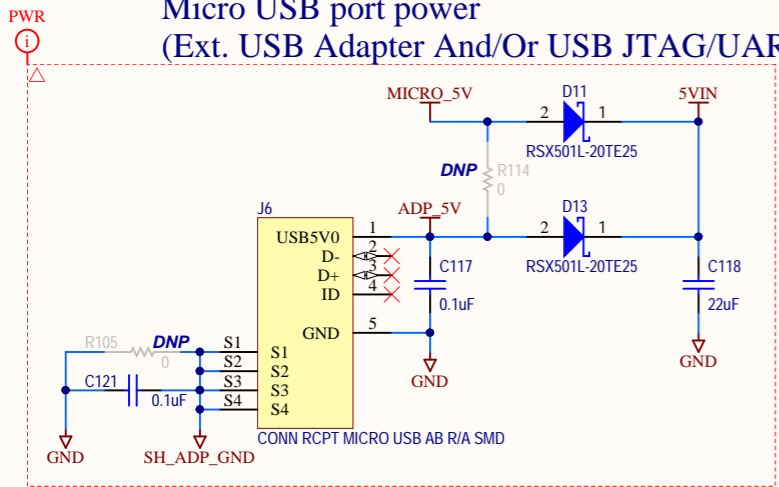 Micro USB port power
PWR
(Ext. USB Adapter And/Or USB JTAG/UAR
i
MICRO_5V
D11
5VIN
2
1
RSX501L-20TE25
DNP
R114
0
J6
ADP_5V
D13
USB5V0
1
2
1
D-
2
RSX501L-20TE25
D+
3
C117
C118
ID
4
0.1uF
22uF
GND
5
R105
DNP
0
S1
S1
GND
GND
S2
S2
C121
S3
S3
0.1uF
S4
S4
CONN RCPT MICRO USB AB R/A SMD
GND
SH_ADP_GND